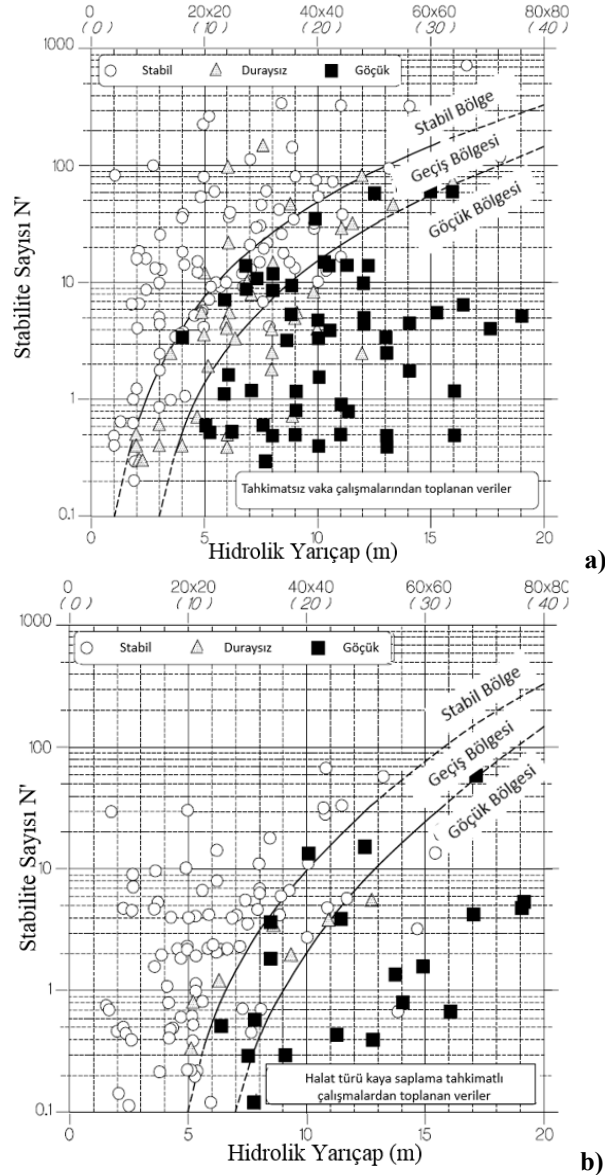 0 20x20 40x40 60x60 80x80
(0) (10) (20) (30) (40)
1000
Stabil Duraysız Göçük
Stabil Bölge
Geçiş Bölgesi
Göçük Bölgesi
100
10
1
0.1
Stabilite Sayısı N'
Tahkimatsız vaka çalışmalarından toplanan veriler
0 5 10 15 20
Hidrolik Yarıçap (m)
a)
0 20x20 40x40 60x60 80x80
(0) (10) (20) (30) (40)
1000
Stabil Duraysız Göçük
Stabil Bölge
Geçiş Bölgesi
Göçük Bölgesi
100
10
1
0.1
Stabilite Sayısı N'
Halat türü kaya saplama tahkimatlı
çalışmalardan toplanan veriler
0 5 10 15 20
Hidrolik Yarıçap (m)
b)